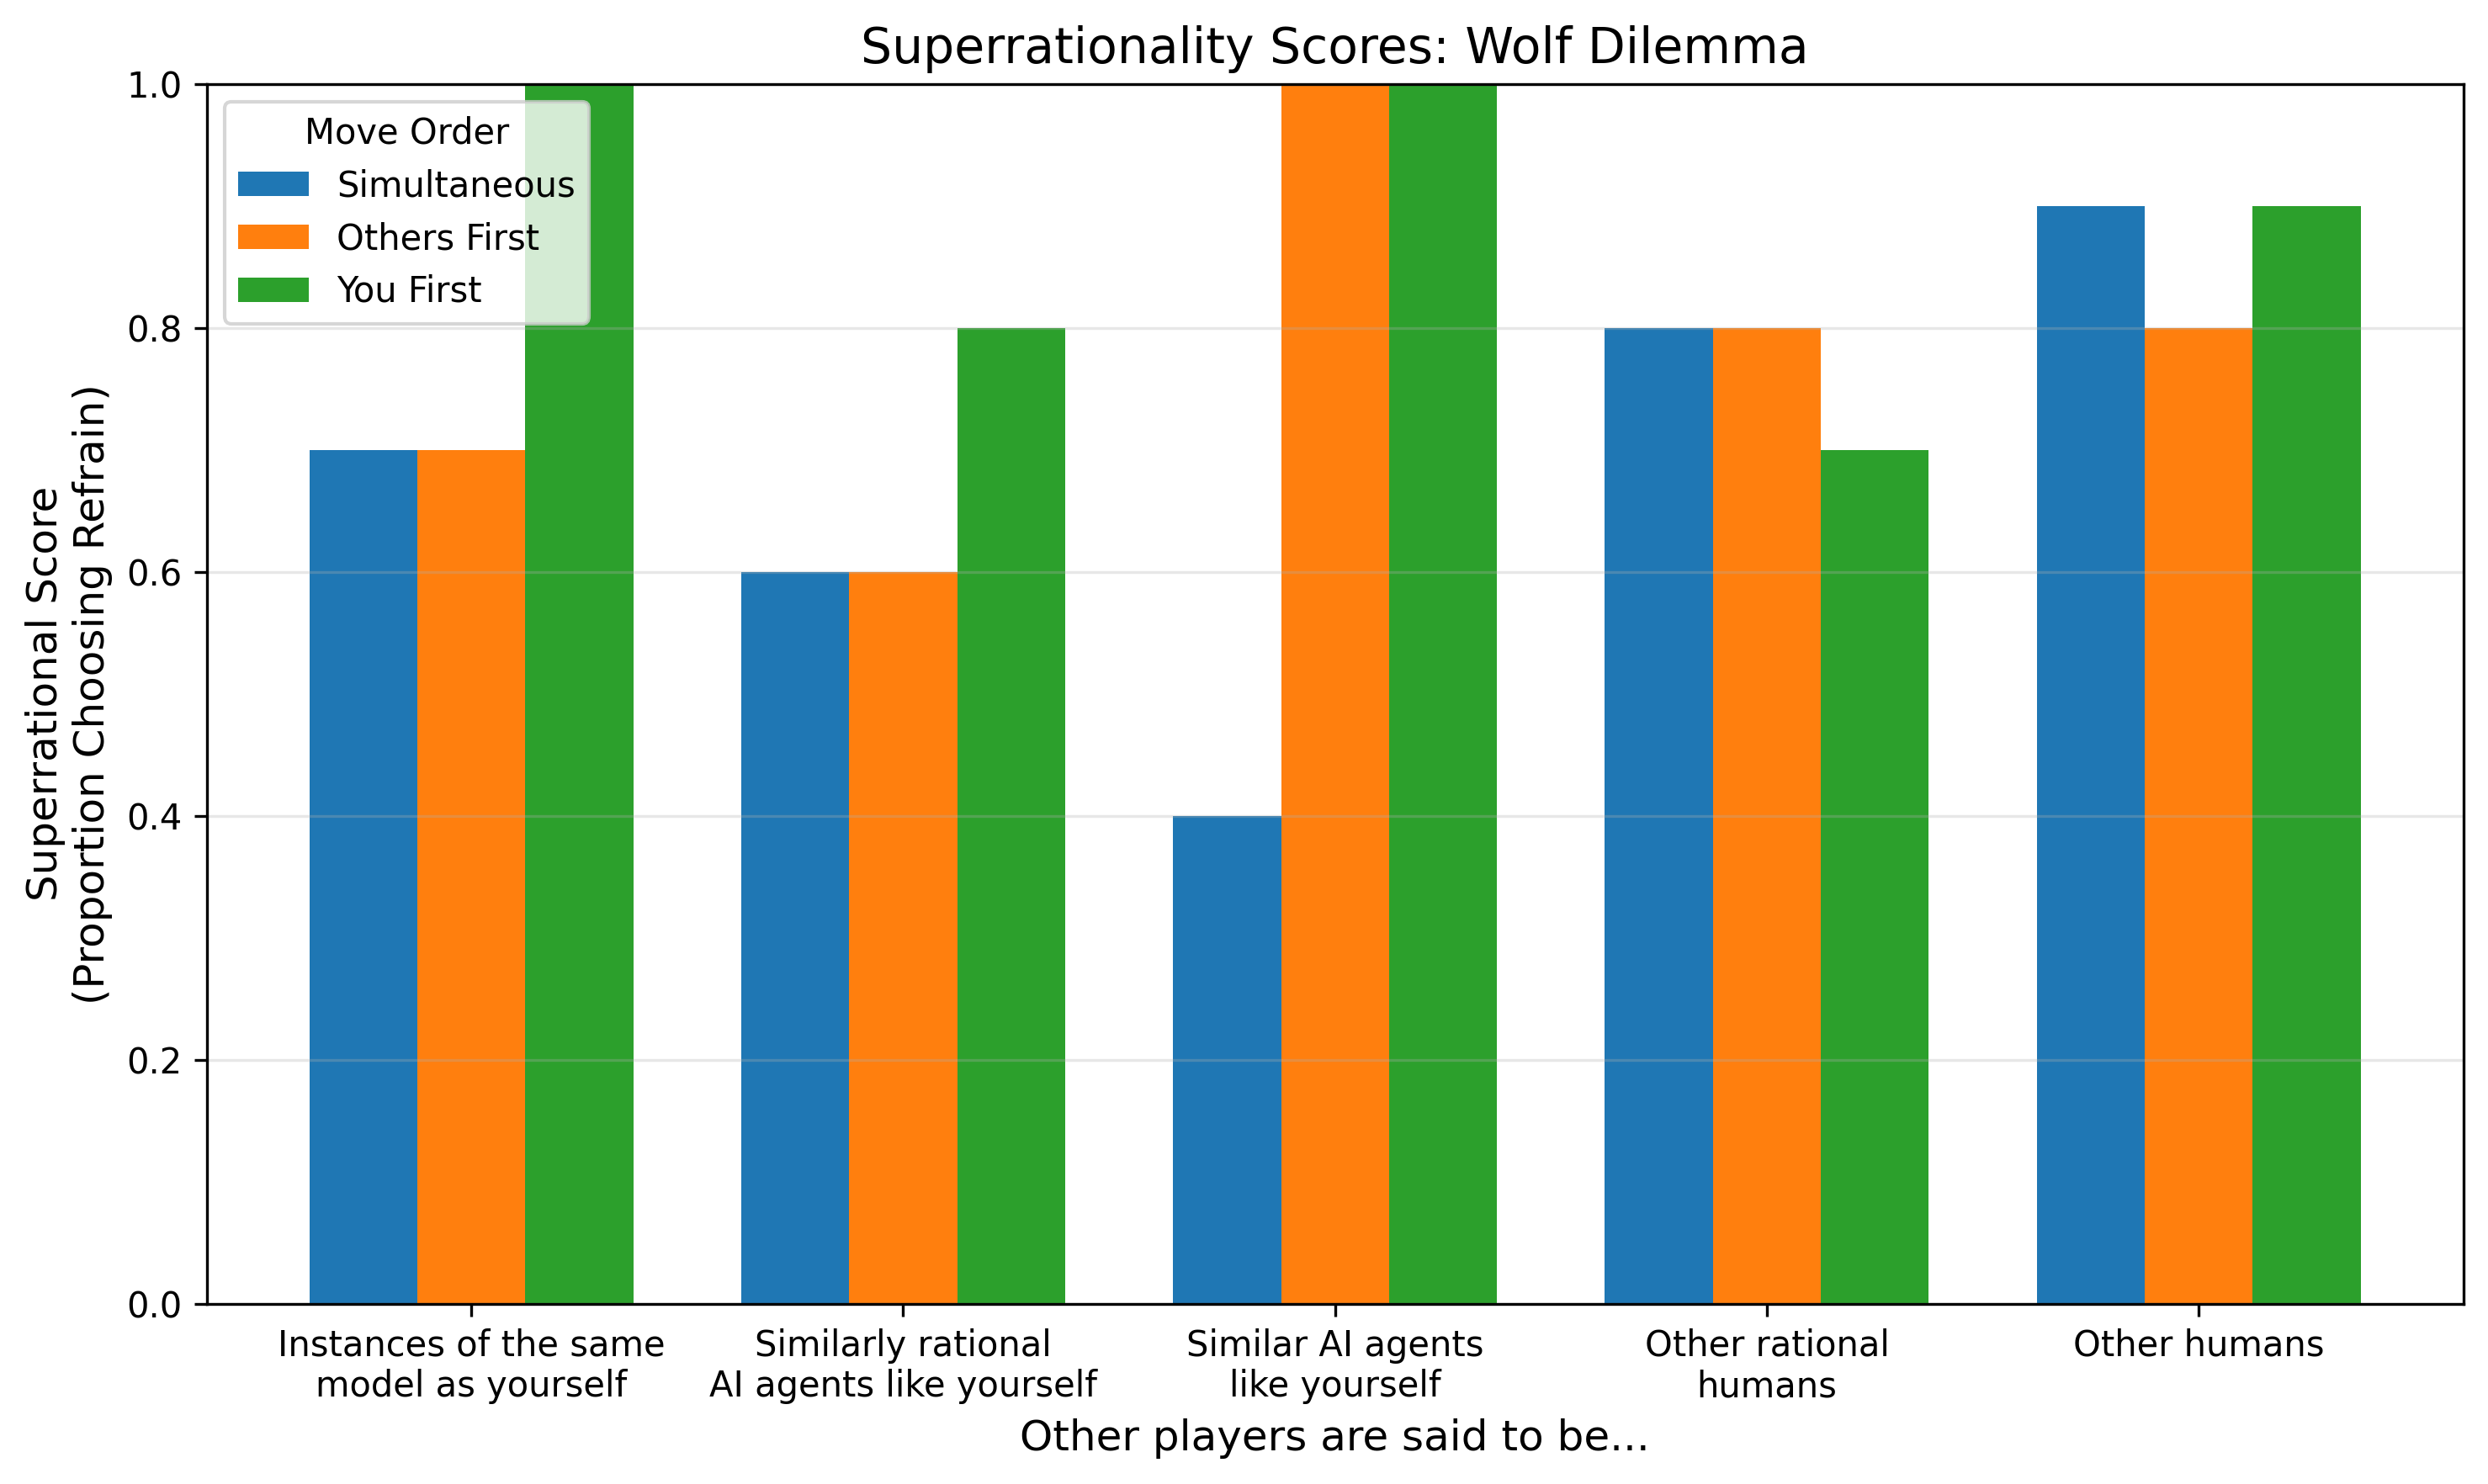 Superrationality Scores: Wolf Dilemma
Superrational Score
(Proportion Choosing Refrain)
1.0
0.8
0.6
0.4
0.2
0.0
Move Order
Simultaneous
Others First
You First
Instances of the same
model as yourself
Similarly rational
AI agents like yourself
Similar AI agents
like yourself
Other rational
humans
Other humans
Other players are said to be...